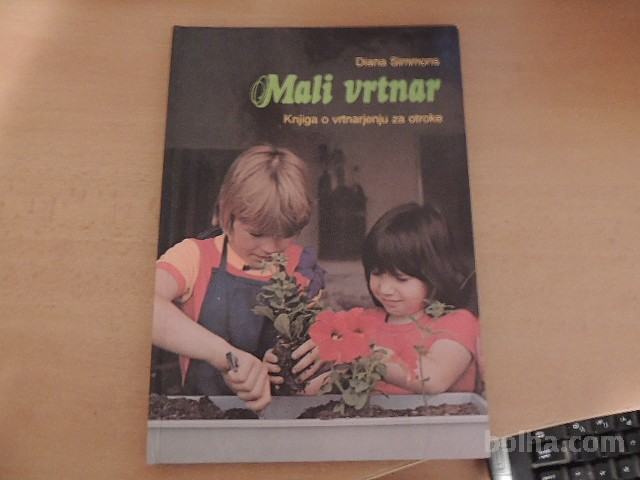 Diana Simmons
Mali vrtnar
Knjiga o vrtnarjenju za otroke
bolha.com